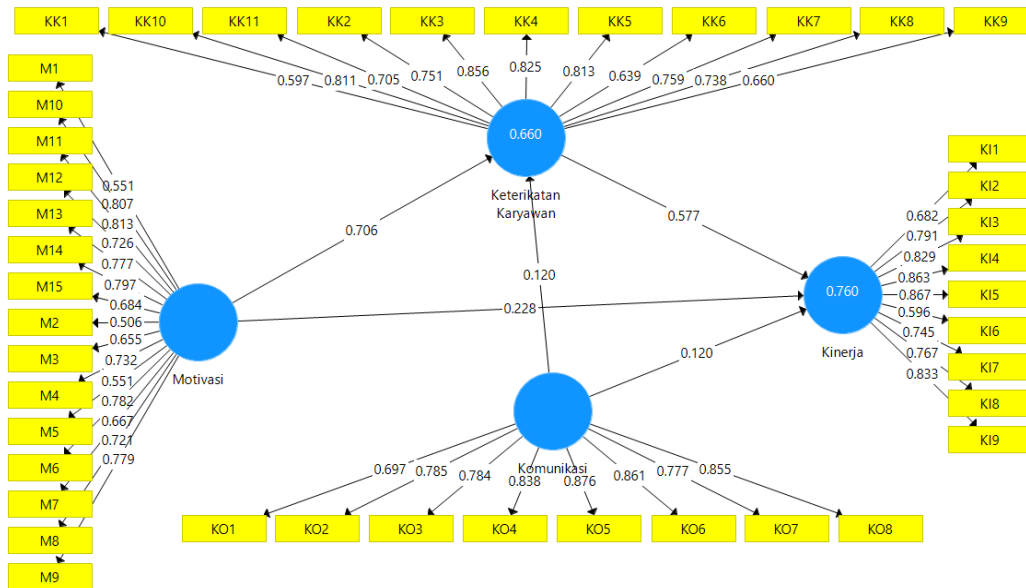 KK1 KK10 KK11 KK2 KK3 KK4 KK5 KK6 KK7 KK8 KK9
0.597 0.811 0.705 0.751 0.856 0.825 0.813 0.639 0.759 0.738 0.660
M1
M10
M11
M12
M13
M14
M15
M2
M3
M4
M5
M6
M7
M8
M9
0.551
0.807
0.813
0.726
0.777
0.797
0.684
0.506
0.655
0.732
0.551
0.782
0.667
0.721
0.779
Motivasi
0.660
Keterikatan
Karyawan
0.706
0.577
0.120
0.228
0.120
0.760
Kinerja
0.682
0.791
0.829
0.863
0.867
0.596
0.745
0.767
0.833
KI1
KI2
KI3
KI4
KI5
KI6
KI7
KI8
KI9
Komunikasi
0.697 0.785 0.784 0.838 0.876 0.861 0.777 0.855
KO1 KO2 KO3 KO4 KO5 KO6 KO7 KO8